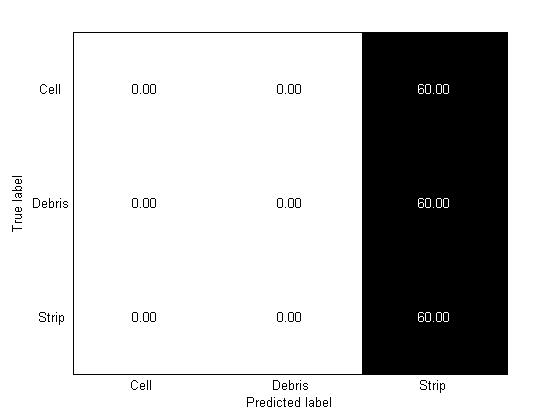 Cell 0.00 0.00 60.00
True label
Debris 0.00 0.00 60.00
Strip 0.00 0.00 60.00
Cell Debris Strip
Predicted label